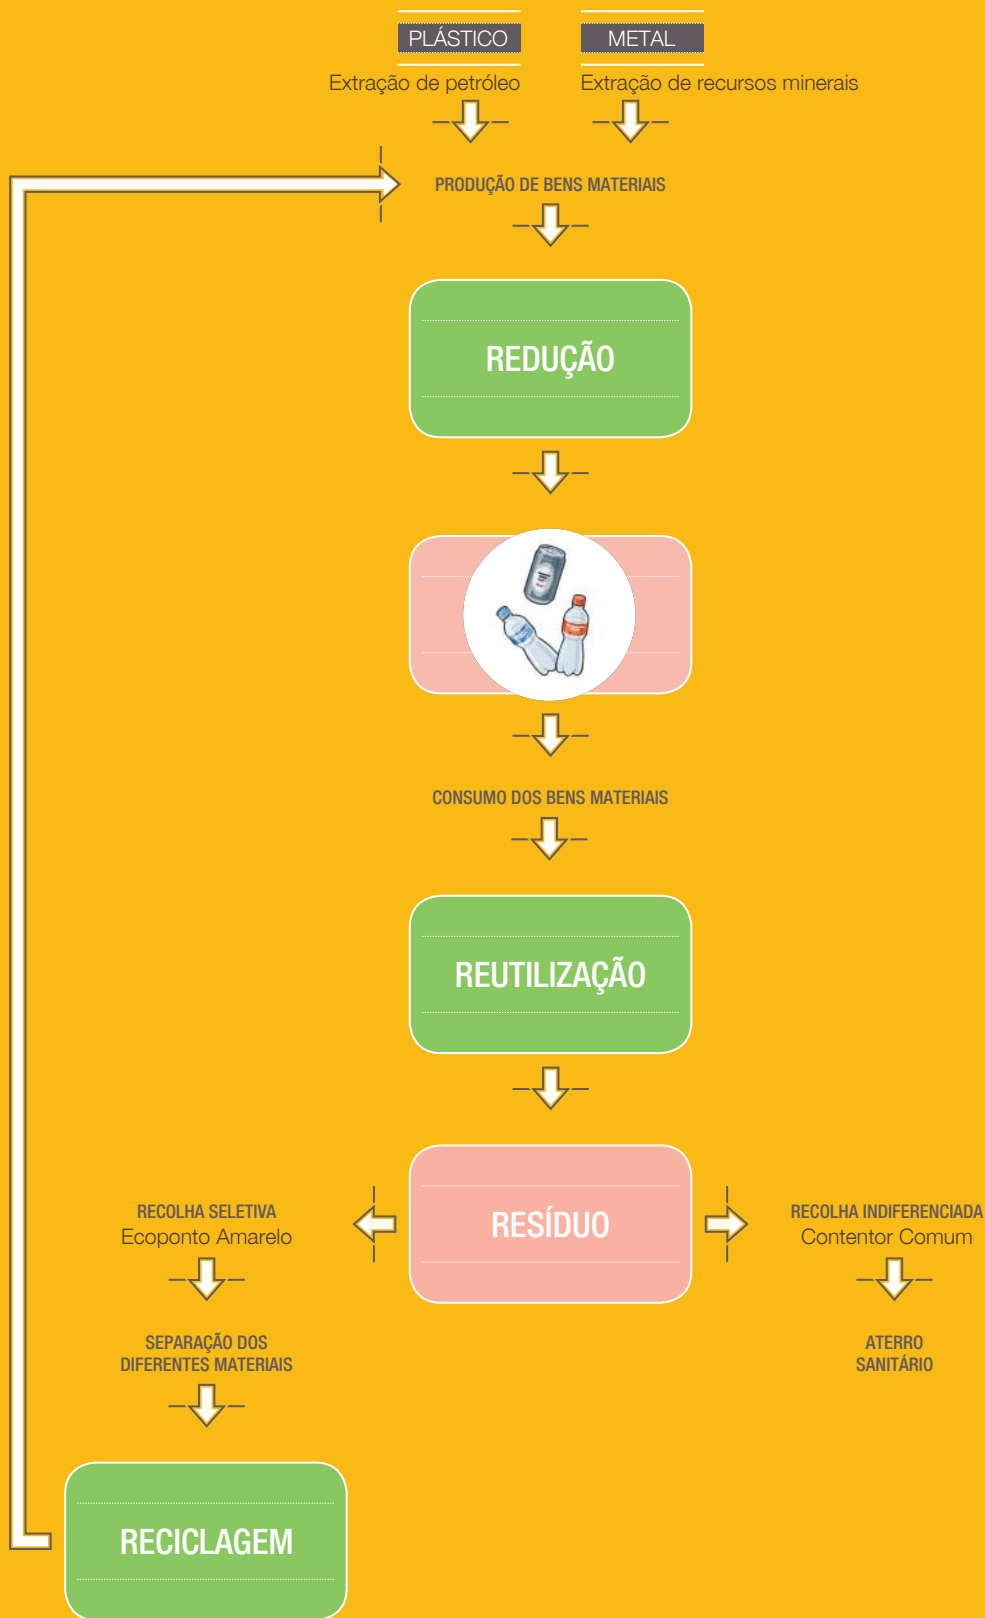 PLÁSTICO
METAL
Extração de petróleo
Extração de recursos minerais
PRODUÇÃO DE BENS MATERIAIS
REDUÇÃO
CONSUMO DOS BENS MATERIAIS
REUTILIZAÇÃO
RESÍDUO
RECOLHA SELETIVA
Ecoponto Amarelo
RECOLHA INDIFERENCIADA
Contentor Comum
SEPARAÇÃO DOS
DIFERENTES MATERIAIS
ATERRO
SANITÁRIO
RECICLAGEM